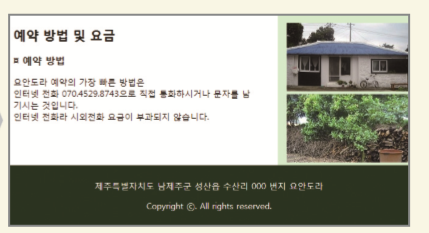 예약 방법 및 요금
¤ 예약 방법
요안도라 예약의 가장 빠른 방법은
인터넷 전화 070.4529.8743으로 직접 통화하시거나 문자를 남
기시는 것입니다.
인터넷 전화라 시외전화 요금이 부과되지 않습니다.
제주특별자치도 남제주군 성산읍 수산리 000 번지 요안도라
Copyright ⓒ. All rights reserved.